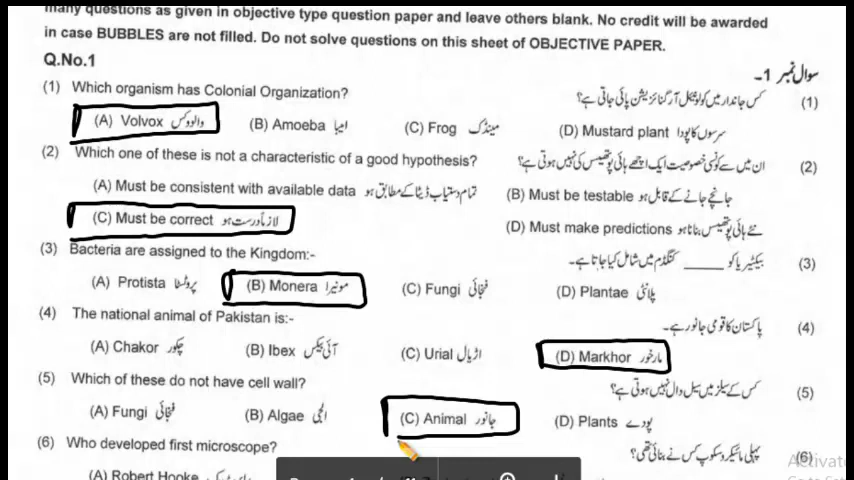 many questions as given in objective type question paper and leave others blank. No credit will be awarded
in case BUBBLES are not filled. Do not solve questions on this sheet of OBJECTIVE PAPER.
Q.No.1 سوال نمبر 1۔
(1) Which organism has Colonial Organization? کس جاندار میں کولونیل آرگنائزیشن پائی جاتی ہے؟ (1)
(A) Volvox والووکس (B) Amoeba امیبا (C) Frog مینڈک (D) Mustard plant سرسوں کا پودا
(2) Which one of these is not a characteristic of a good hypothesis? ان میں سے کونسی خصوصیت ایک اچھے ہائی پوتھیسس کی نہیں ہوتی ہے؟ (2)
(A) Must be consistent with available data تمام دستیاب ڈیٹا کے مطابق ہو (B) Must be testable جانچے جانے کے قابل ہو
(C) Must be correct لازماً درست ہو (D) Must make predictions نئے ہائی پوتھیسس بنانا ہو
(3) Bacteria are assigned to the Kingdom:- بیکٹیریا کو ______ کنگڈم میں شامل کیا جاتا ہے۔ (3)
(A) Protista پروٹسٹا (B) Monera مونیرا (C) Fungi فنجائی (D) Plantae پلانٹی
(4) The national animal of Pakistan is:- پاکستان کا قومی جانور ہے۔ (4)
(A) Chakor چکور (B) Ibex آئی بیکس (C) Urial اڑیال (D) Markhor مارخور
(5) Which of these do not have cell wall? کس کے سیلز میں سیل وال نہیں ہوتی ہے؟ (5)
(A) Fungi فنجائی (B) Algae الجی (C) Animal جانور (D) Plants پودے
(6) Who developed first microscope? پہلی مائیکروسکوپ کس نے بنائی تھی؟ (6)
(A) Robert Hooke
Activat